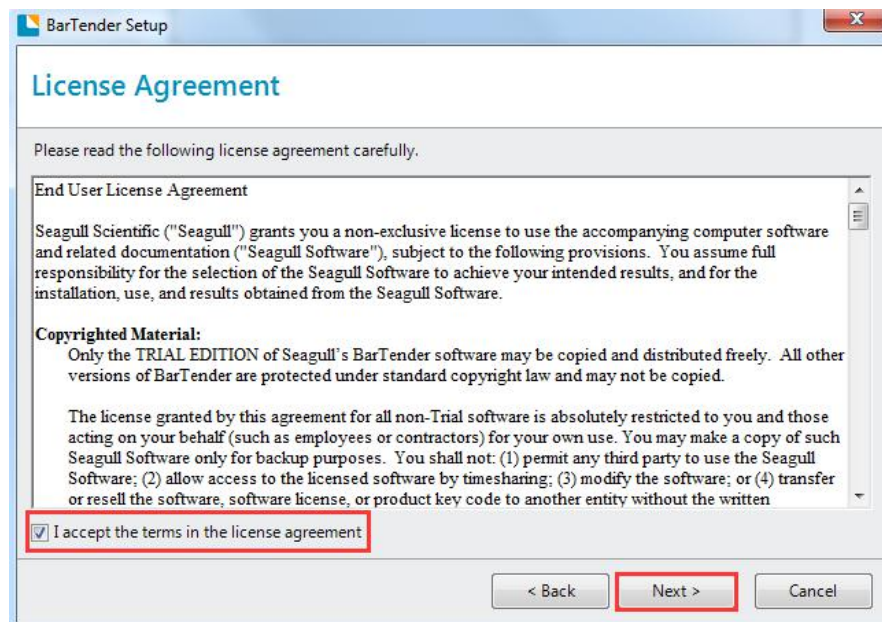 BarTender Setup
License Agreement
Please read the following license agreement carefully.
End User License Agreement
Seagull Scientific ("Seagull") grants you a non-exclusive license to use the accompanying computer software
and related documentation ("Seagull Software"), subject to the following provisions.  You assume full
responsibility for the selection of the Seagull Software to achieve your intended results, and for the
installation, use, and results obtained from the Seagull Software.
Copyrighted Material:
Only the TRIAL EDITION of Seagull's BarTender software may be copied and distributed freely.  All other
versions of BarTender are protected under standard copyright law and may not be copied.
The license granted by this agreement for all non-Trial software is absolutely restricted to you and those
acting on your behalf (such as employees or contractors) for your own use. You may make a copy of such
Seagull Software only for backup purposes.  You shall not: (1) permit any third party to use the Seagull
Software; (2) allow access to the licensed software by timesharing; (3) modify the software; or (4) transfer
or resell the software, software license, or product key code to another entity without the written
I accept the terms in the license agreement
< Back
Next >
Cancel